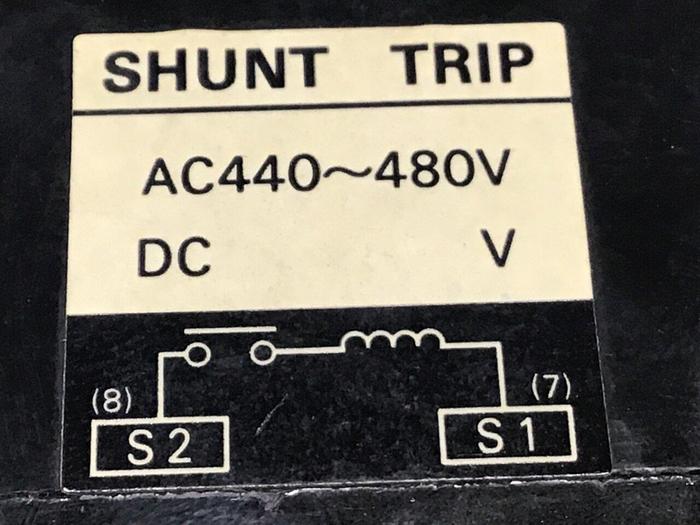 SHUNT TRIP
AC440～480V
DC V
(8) (7)
S2 S1